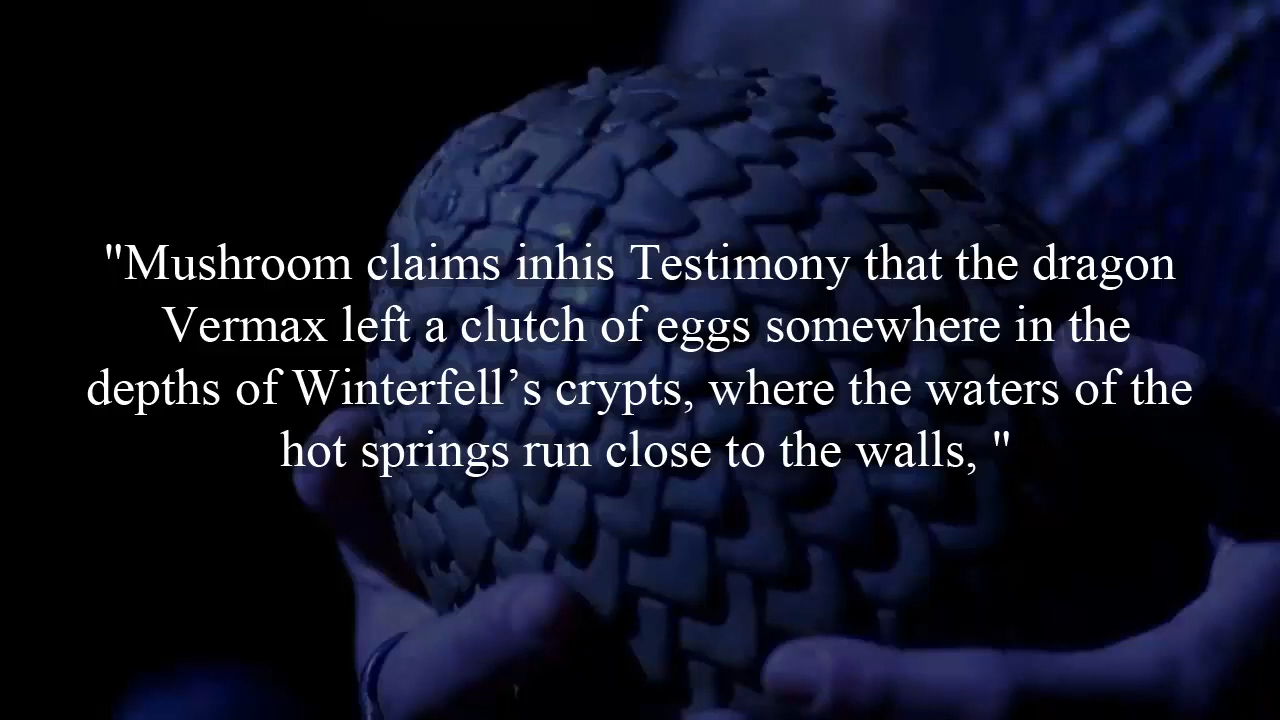 "Mushroom claims inhis Testimony that the dragon
Vermax left a clutch of eggs somewhere in the
depths of Winterfell’s crypts, where the waters of the
hot springs run close to the walls, "